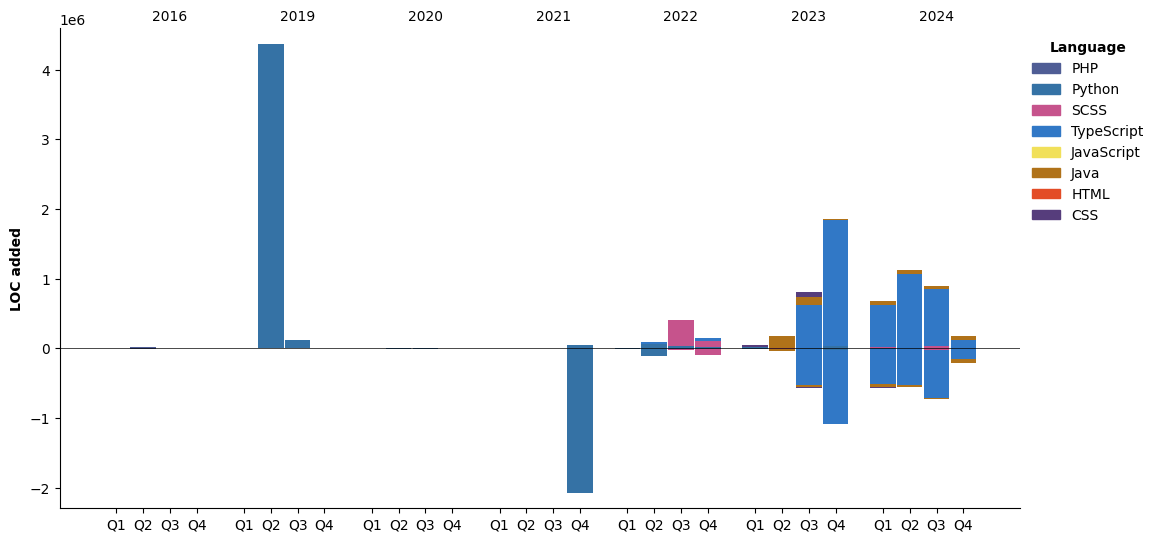 1e6
2016 2019 2020 2021 2022 2023 2024
LOC added
4
3
2
1
0
−1
−2
Q1 Q2 Q3 Q4 Q1 Q2 Q3 Q4 Q1 Q2 Q3 Q4 Q1 Q2 Q3 Q4 Q1 Q2 Q3 Q4 Q1 Q2 Q3 Q4 Q1 Q2 Q3 Q4
Language
PHP
Python
SCSS
TypeScript
JavaScript
Java
HTML
CSS